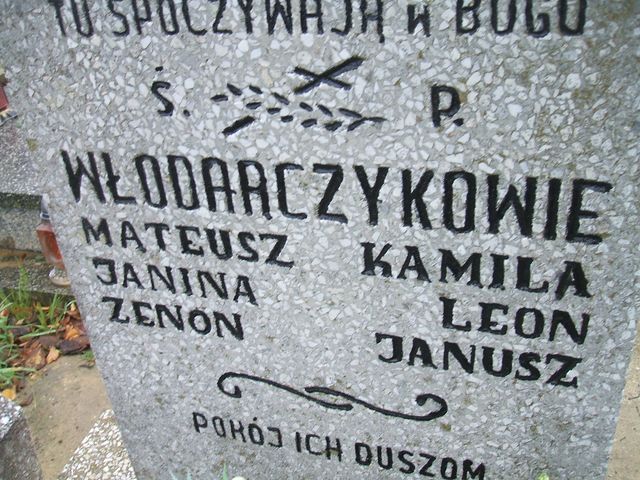 TU SPOCZYWAJĄ W BOGU
Ś. P.
WŁODARCZYKOWIE
MATEUSZ KAMILA
JANINA LEON
ZENON JANUSZ
POKÓJ ICH DUSZOM